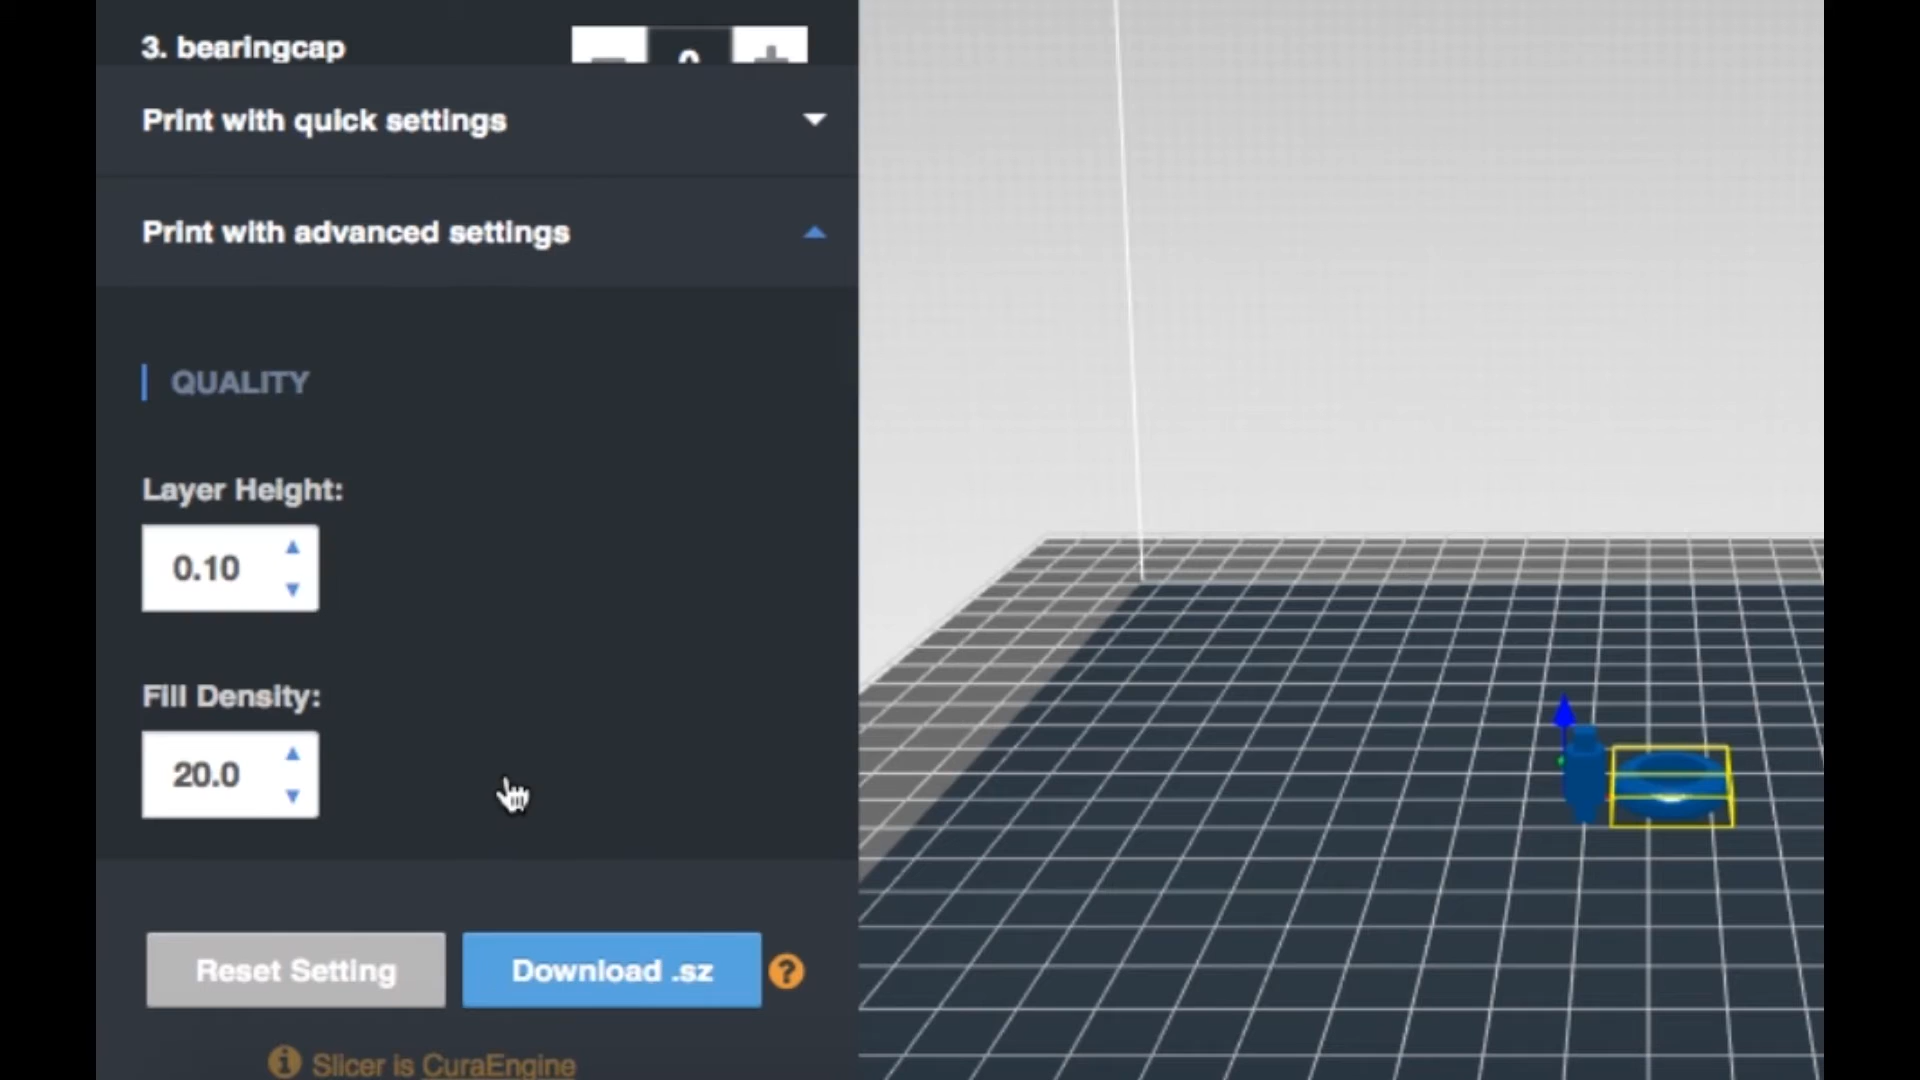 3. bearingcap
0
Print with quick settings
Print with advanced settings
QUALITY
Layer Height:
0.10
Fill Density:
20.0
Reset Setting
Download .sz
?
Slicer is CuraEngine